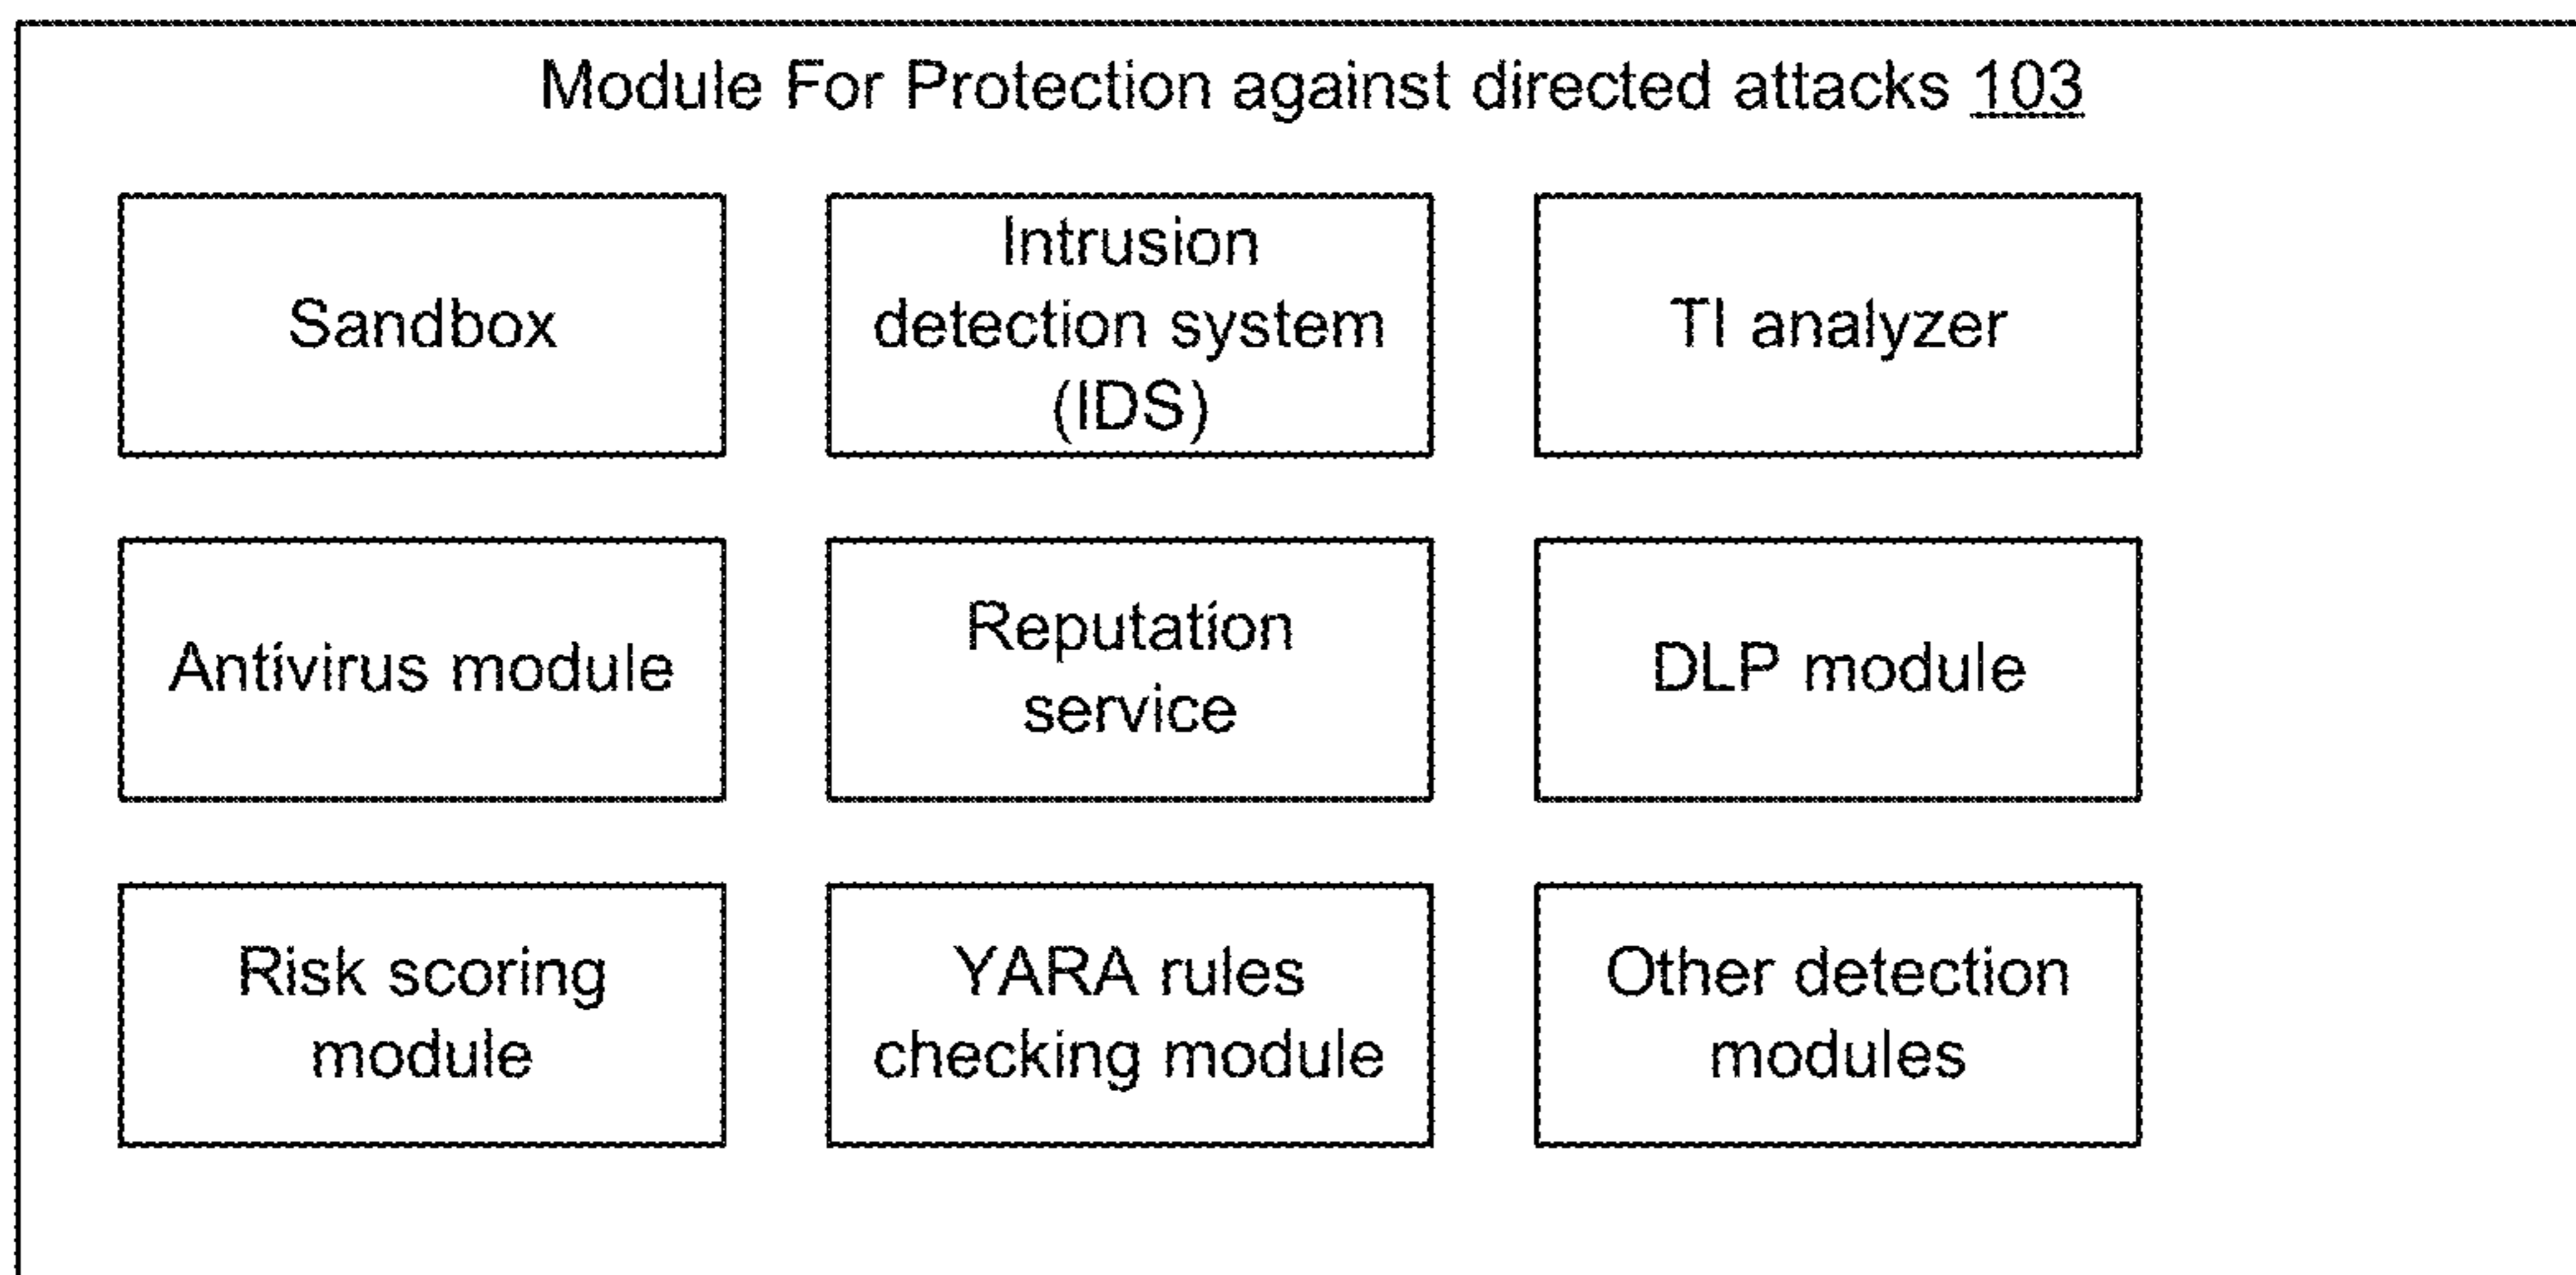 Module For Protection against directed attacks 103
Sandbox
Intrusion
detection system
(IDS)
TI analyzer
Antivirus module
Reputation
service
DLP module
Risk scoring
module
YARA rules
checking module
Other detection
modules